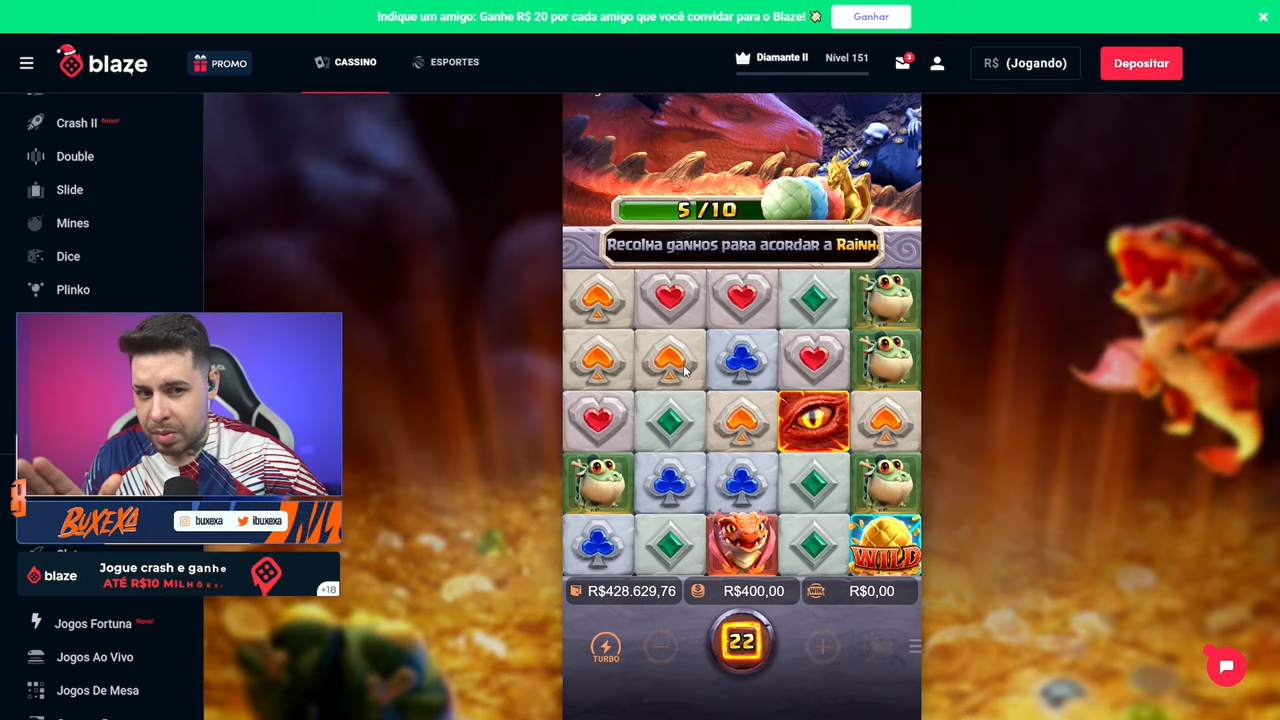 Indique um amigo: Ganhe R$ 20 por cada amigo que você convidar para o Blaze!
Ganhar
blaze
PROMO
CASSINO
ESPORTES
Diamante II
Nível 151
3
R$ (Jogando)
Depositar
Crash II Novo!
Double
Slide
Mines
Dice
Plinko
5/10
Recolha ganhos para acordar a Rainh
WILD
BUXEXA
buxexa
ibuxexa
blaze
Jogue crash e ganhe
ATÉ R$10 MILHÕES!
+18
R$428.629,76
R$400,00
WIN
R$0,00
TURBO
22
Jogos Fortuna Novo!
Jogos Ao Vivo
Jogos De Mesa